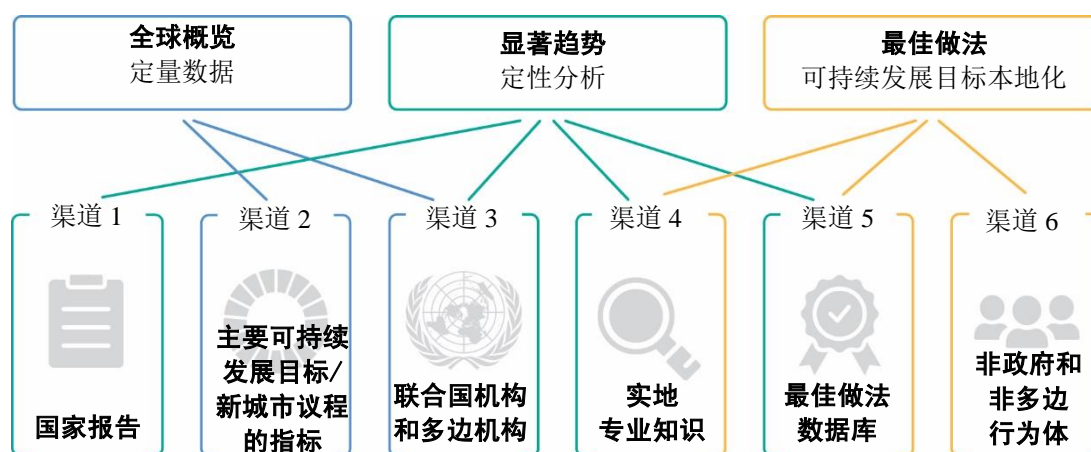 全球概览
定量数据
显著趋势
定性分析
最佳做法
可持续发展目标本地化
渠道 1
国家报告
渠道 2
主要可持续
发展目标/
新城市议程
的指标
渠道 3
联合国机构
和多边机构
渠道 4
实地
专业知识
渠道 5
最佳做法
数据库
渠道 6
非政府和
非多边
行为体